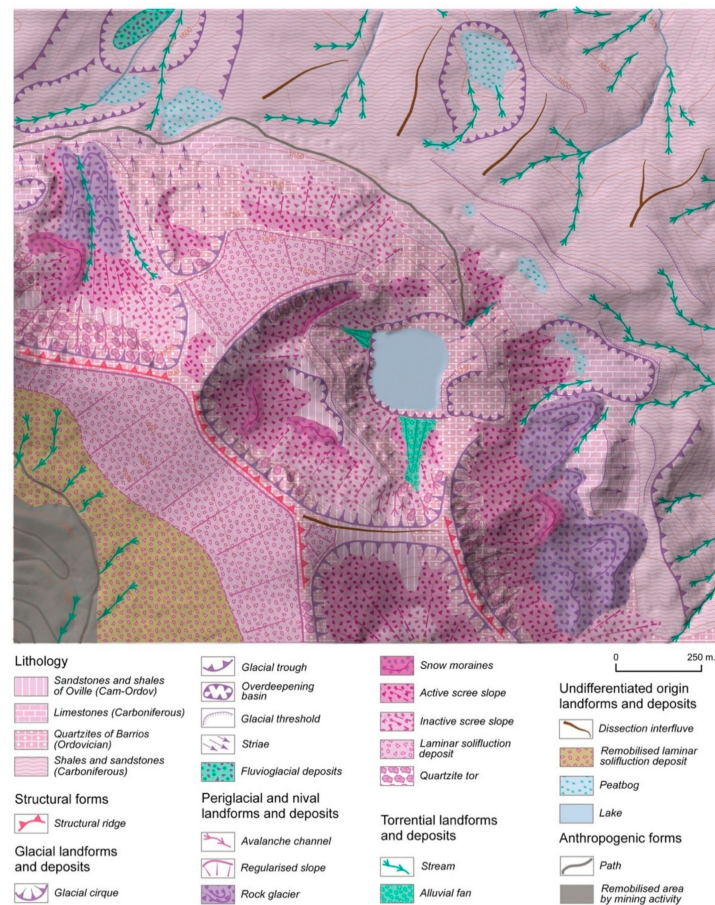 Lithology
Sandstones and shales
of Oville (Cam-Ordov)
Limestones (Carboniferous)
Quartzites of Barrios
(Ordovician)
Shales and sandstones
(Carboniferous)
Structural forms
Structural ridge
Glacial landforms
and deposits
Glacial cirque
Glacial trough
Overdeepening
basin
Glacial threshold
Striae
Fluvioglacial deposits
Periglacial and nival
landforms and deposits
Avalanche channel
Regularised slope
Rock glacier
Snow moraines
Active scree slope
Inactive scree slope
Laminar solifluction
deposit
Quartzite tor
Torrential landforms
and deposits
Stream
Alluvial fan
0 250 m.
Undifferentiated origin
landforms and deposits
Dissection interfluve
Remobilised laminar
solifluction deposit
Peatbog
Lake
Anthropogenic forms
Path
Remobilised area
by mining activity